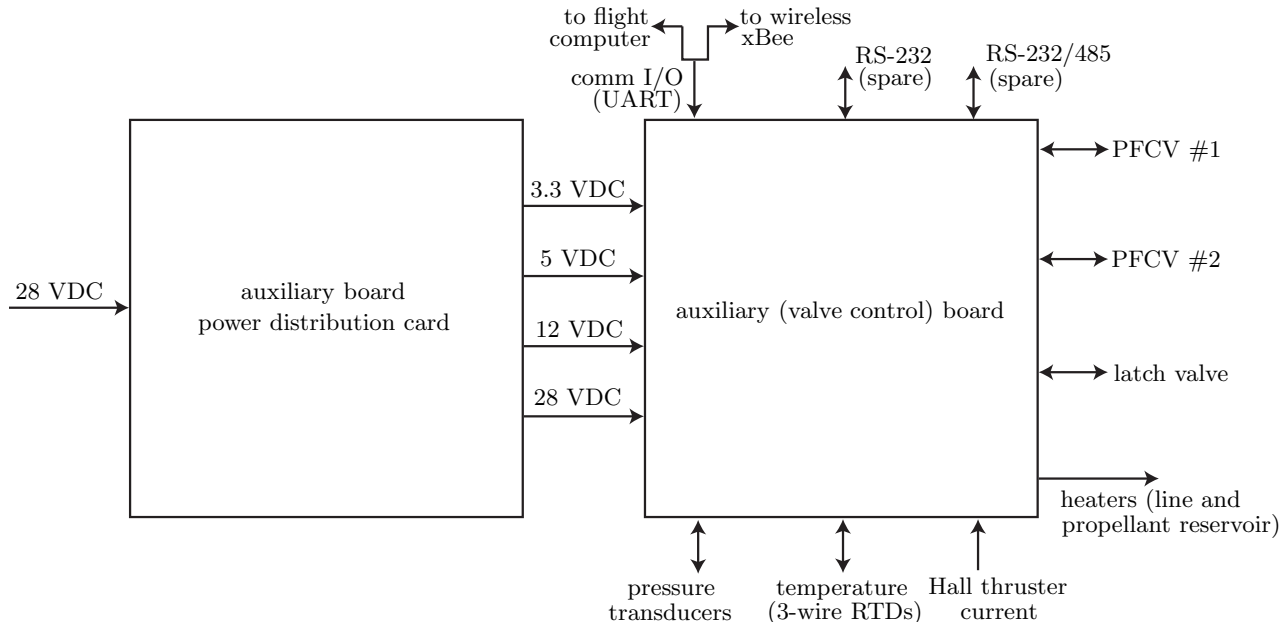 to flight
computer
to wireless
xBee
comm I/O
(UART)
RS-232
(spare)
RS-232/485
(spare)
28 VDC
auxiliary board
power distribution card
3.3 VDC
5 VDC
12 VDC
28 VDC
auxiliary (valve control) board
PFCV #1
PFCV #2
latch valve
heaters (line and
propellant reservoir)
pressure
transducers
temperature
(3-wire RTDs)
Hall thruster
current